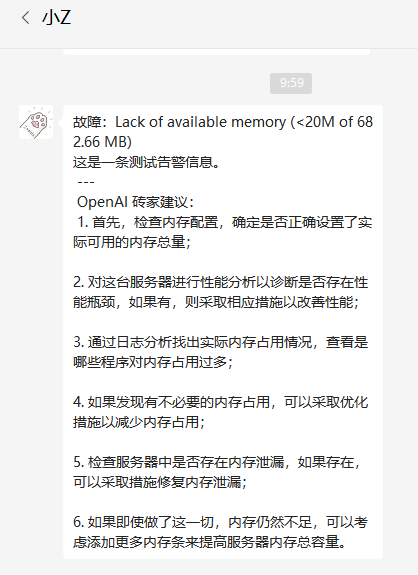 小Z
9:59
故障：Lack of available memory (<20M of 68
2.66 MB)
这是一条测试告警信息。
---
OpenAI 砖家建议：
1. 首先，检查内存配置，确定是否正确设置了实
际可用的内存总量；
2. 对这台服务器进行性能分析以诊断是否存在性
能瓶颈，如果有，则采取相应措施以改善性能；
3. 通过日志分析找出实际内存占用情况，查看是
哪些程序对内存占用过多；
4. 如果发现有不必要的内存占用，可以采取优化
措施以减少内存占用；
5. 检查服务器中是否存在内存泄漏，如果存在，
可以采取措施修复内存泄漏；
6. 如果即使做了这一切，内存仍然不足，可以考
虑添加更多内存条来提高服务器内存总容量。